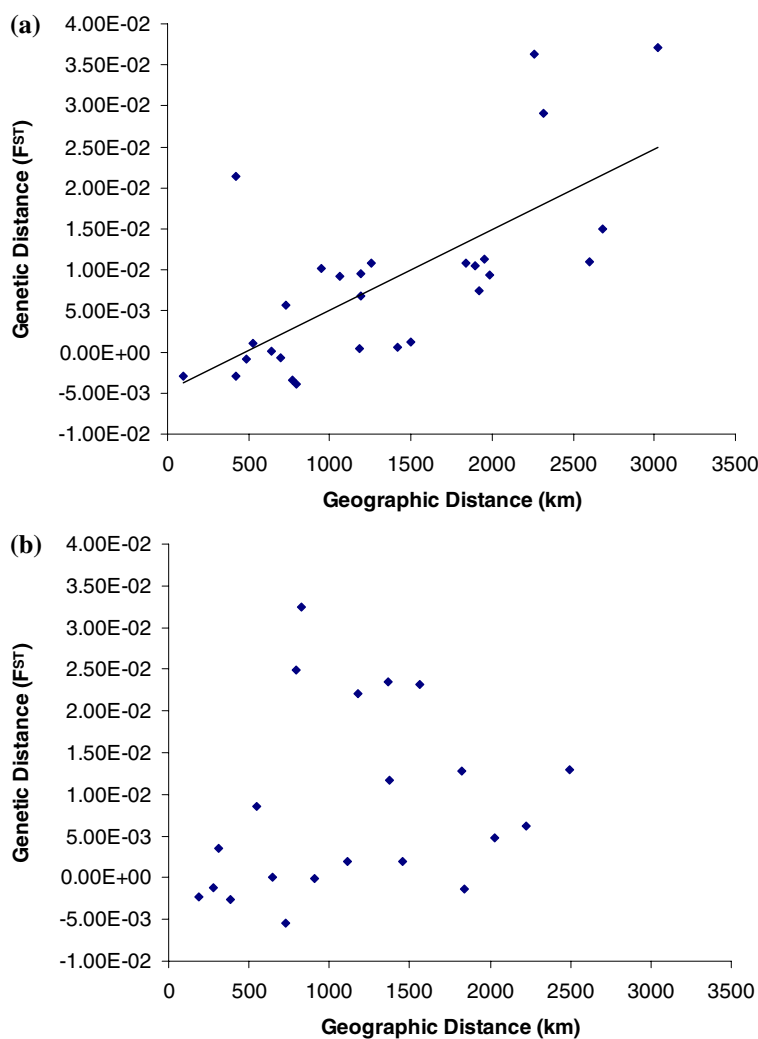 (a)
4.00E-02
3.50E-02
3.00E-02
2.50E-02
2.00E-02
1.50E-02
1.00E-02
5.00E-03
0.00E+00
-5.00E-03
-1.00E-02
Genetic Distance (FST)
0 500 1000 1500 2000 2500 3000 3500
Geographic Distance (km)
(b)
4.00E-02
3.50E-02
3.00E-02
2.50E-02
2.00E-02
1.50E-02
1.00E-02
5.00E-03
0.00E+00
-5.00E-03
-1.00E-02
Genetic Distance (FST)
0 500 1000 1500 2000 2500 3000 3500
Geographic Distance (km)